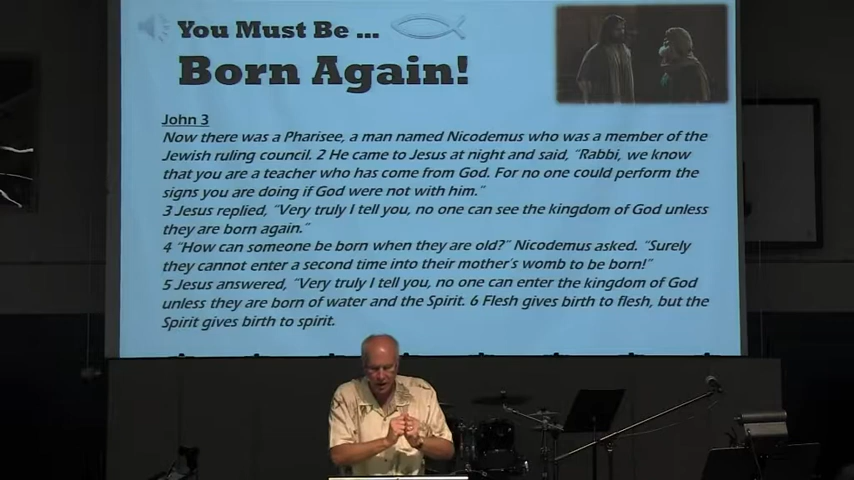 You Must Be ...
Born Again!
John 3
Now there was a Pharisee, a man named Nicodemus who was a member of the
Jewish ruling council. 2 He came to Jesus at night and said, “Rabbi, we know
that you are a teacher who has come from God. For no one could perform the
signs you are doing if God were not with him.”
3 Jesus replied, “Very truly I tell you, no one can see the kingdom of God unless
they are born again.”
4 “How can someone be born when they are old?” Nicodemus asked. “Surely
they cannot enter a second time into their mother’s womb to be born!”
5 Jesus answered, “Very truly I tell you, no one can enter the kingdom of God
unless they are born of water and the Spirit. 6 Flesh gives birth to flesh, but the
Spirit gives birth to spirit.